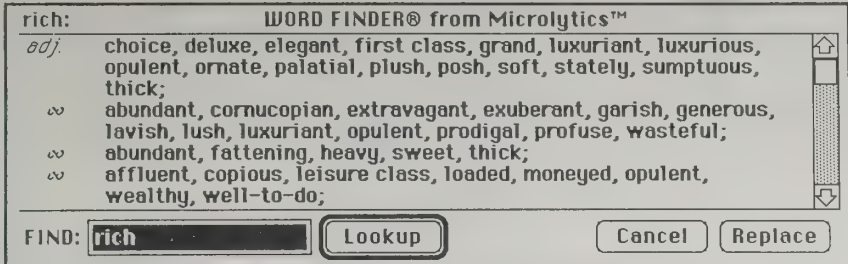 rich: WORD FINDER® from Microlytics™
adj. choice, deluxe, elegant, first class, grand, luxuriant, luxurious,
opulent, ornate, palatial, plush, posh, soft, stately, sumptuous,
thick;
∞ abundant, cornucopian, extravagant, exuberant, garish, generous,
lavish, lush, luxuriant, opulent, prodigal, profuse, wasteful;
∞ abundant, fattening, heavy, sweet, thick;
∞ affluent, copious, leisure class, loaded, moneyed, opulent,
wealthy, well-to-do;
FIND: rich Lookup Cancel Replace